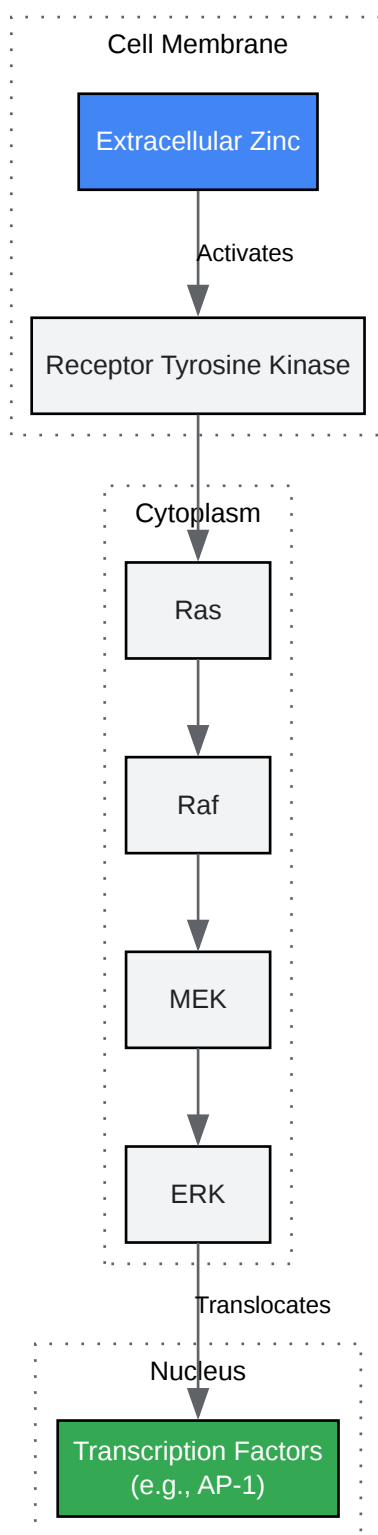 Cell Membrane
Extracellular Zinc
Activates
Receptor Tyrosine Kinase
Cytoplasm
Ras
Raf
MEK
ERK
Translocates
Nucleus
Transcription Factors
(e.g., AP-1)